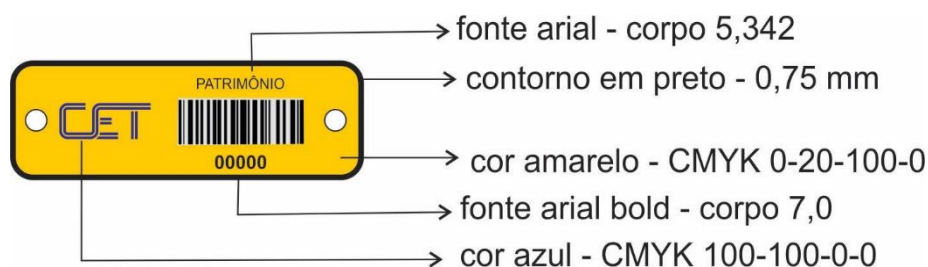 fonte arial - corpo 5,342
contorno em preto - 0,75 mm
PATRIMÔNIO
CET
00000
cor amarelo - CMYK 0-20-100-0
fonte arial bold - corpo 7,0
cor azul - CMYK 100-100-0-0